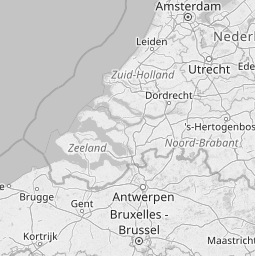 Amsterdam
Leiden
Nederl
Utrecht
Ede
Zuid-Holland
Dordrecht
's-Hertogenbos
Noord-Brabant
Zeeland
Brugge
Antwerpen
Gent
Bruxelles -
Brussel
Kortrijk
Maastricht